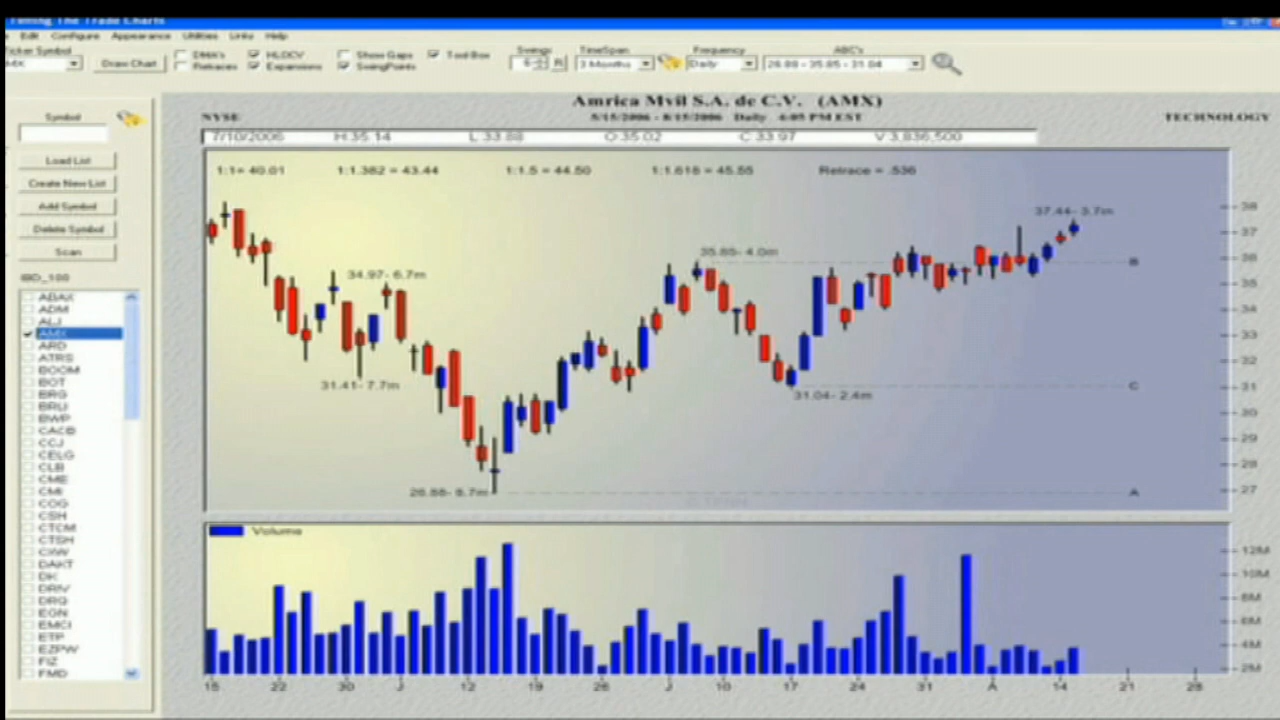 Timing The Trade Charts
Edit Configure Appearance Utilities Links Help
Ticker Symbol
AMX
Draw Chart
DMA's
Retraces
HLOCV
Expansions
Show Gaps
SwingPoints
Tool Box
Swings
TimeSpan
3 Months
Frequency
Daily
ABC's
26.88 - 35.85 - 31.04
Symbol
Load List
Create New List
Add Symbol
Delete Symbol
Scan
IBD_100
ABAX
ADM
ALJ
AMX
ARD
ATRS
BOOM
BOT
BRG
BRLI
BWP
CACB
CCJ
CELG
CLB
CME
CMI
COG
CSH
CTCM
CTSH
CXW
DAKT
DK
DRIV
DRQ
EGN
EMCI
ETP
EZPW
FIZ
FMD
Amrica Mvil S.A. de C.V. (AMX)
NYSE
5/15/2006 - 8/15/2006 Daily 4:05 PM EST
TECHNOLOGY
7/10/2006 H:35.14 L:33.88 O:35.02 C:33.97 V:3,836,500
1:1= 40.01 1:1.382 = 43.44 1:1.5 = 44.50 1:1.618 = 45.55 Retrace = .536
37.44- 3.7m
35.85- 4.0m
34.97- 6.7m
31.41- 7.7m
31.04- 2.4m
26.88- 8.7m
B
C
A
38
37
36
35
34
33
32
31
30
29
28
27
Volume
12M
10M
8M
6M
4M
2M
15 22 30 J 12 19 26 J 10 17 24 31 A 14 21 28